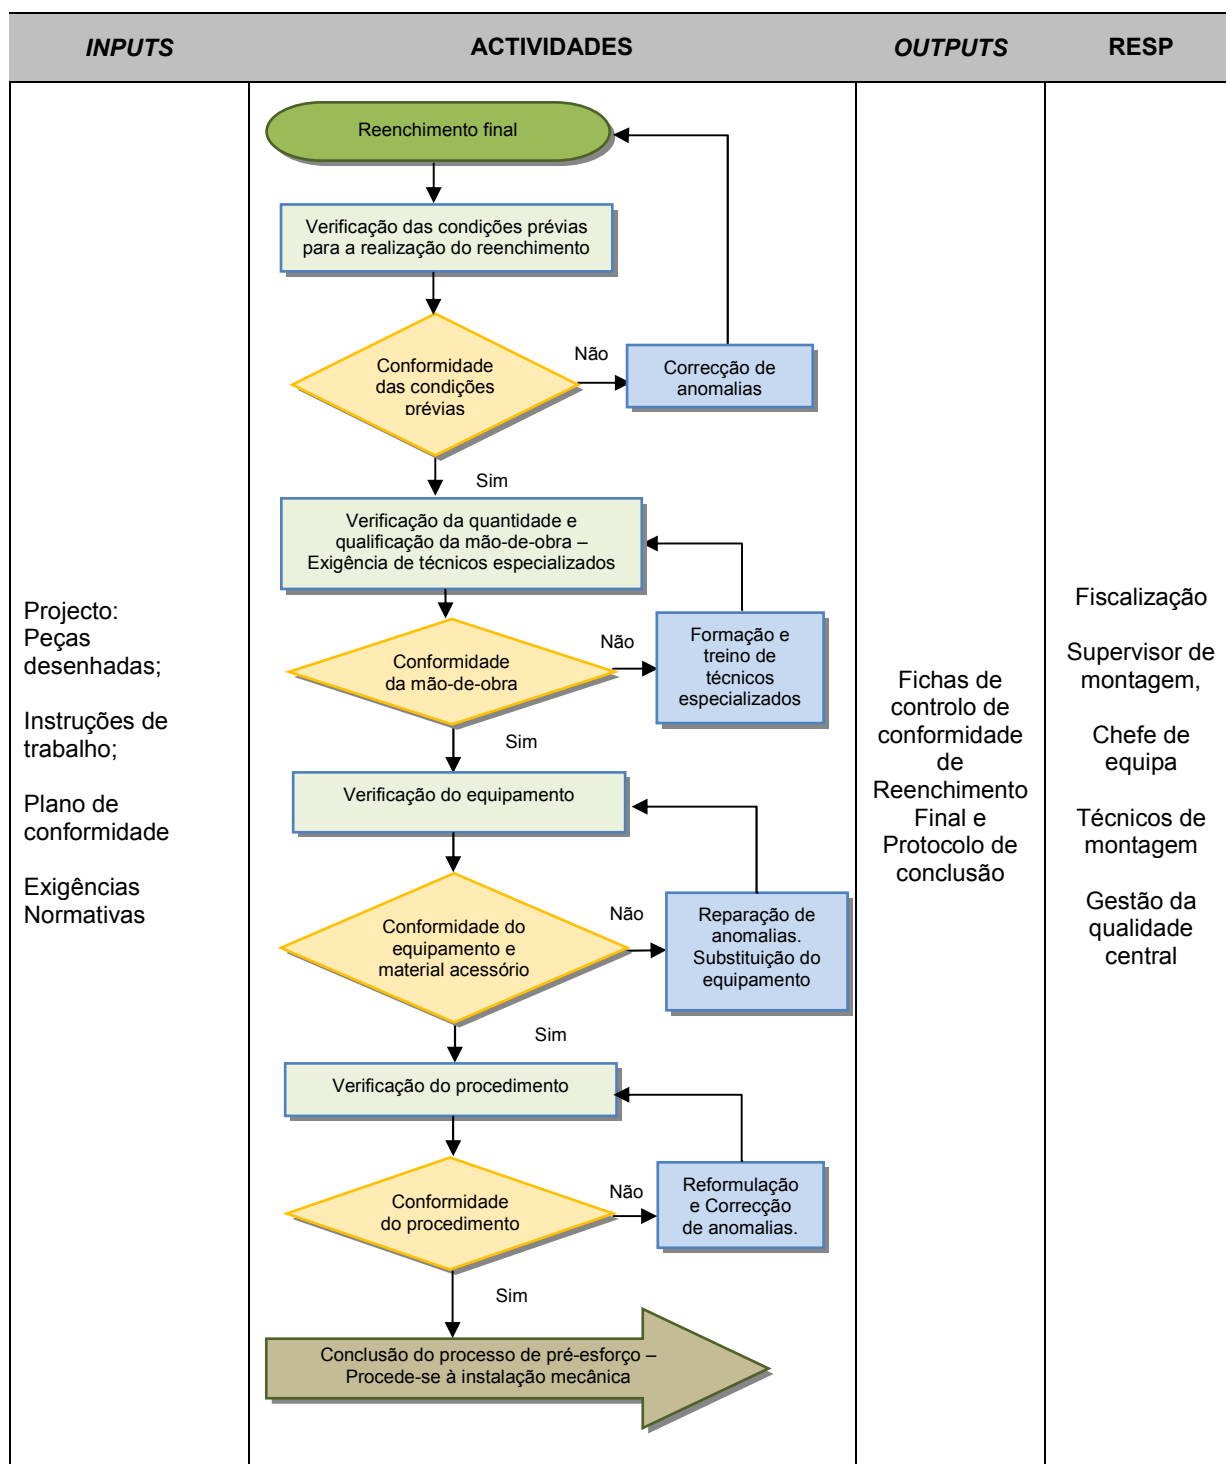 INPUTS
ACTIVIDADES
OUTPUTS
RESP
Projecto:
Peças
desenhadas;
Instruções de
trabalho;
Plano de
conformidade
Exigências
Normativas
Reenchimento final
Verificação das condições prévias
para a realização do reenchimento
Conformidade
das condições
prévias
Não
Correcção de
anomalias
Sim
Verificação da quantidade e
qualificação da mão-de-obra –
Exigência de técnicos especializados
Conformidade
da mão-de-obra
Não
Formação e
treino de
técnicos
especializados
Sim
Verificação do equipamento
Conformidade do
equipamento e
material acessório
Não
Reparação de
anomalias.
Substituição do
equipamento
Sim
Verificação do procedimento
Conformidade
do procedimento
Não
Reformulação
e Correcção
de anomalias.
Sim
Conclusão do processo de pré-esforço –
Procede-se à instalação mecânica
Fichas de
controlo de
conformidade
de
Reenchimento
Final e
Protocolo de
conclusão
Fiscalização
Supervisor de
montagem,
Chefe de
equipa
Técnicos de
montagem
Gestão da
qualidade
central